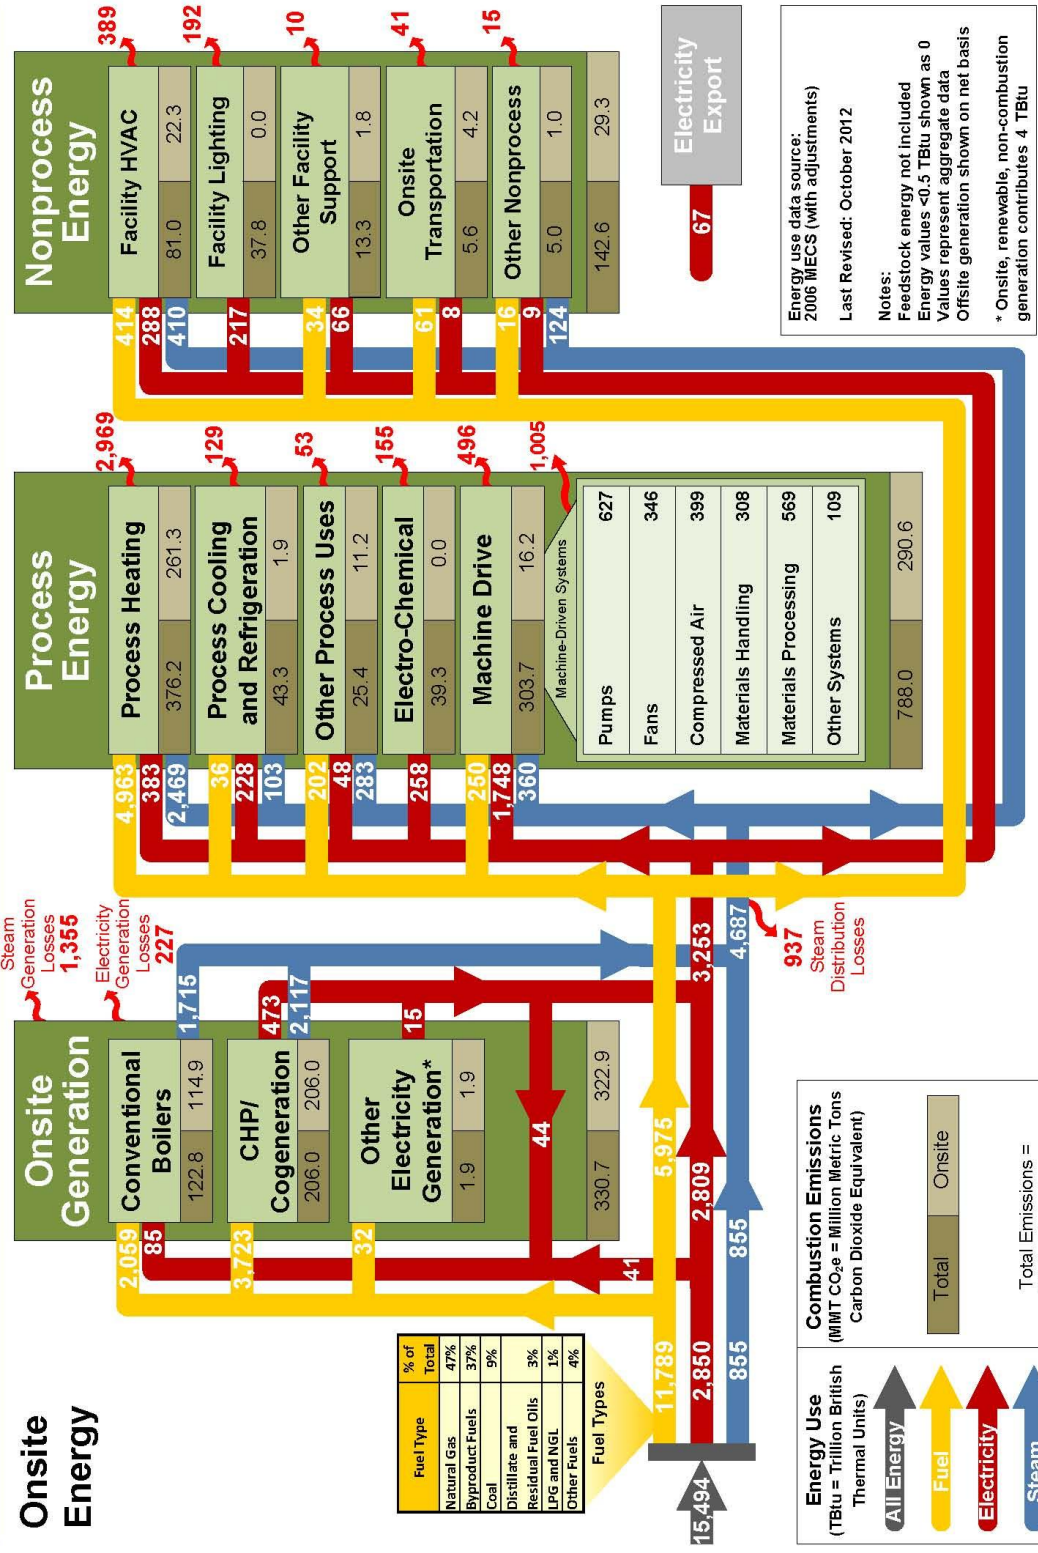 Onsite
Energy
Fuel Type
% of
Total
Natural Gas
47%
Byproduct Fuels
37%
Coal
9%
Distillate and
Residual Fuel Oils
3%
LPG and NGL
1%
Other Fuels
4%
Fuel Types
15,494
11,789
2,850
855
Onsite
Generation
Steam
Generation
Losses
1,355
Electricity
Generation
Losses
227
2,059
85
Conventional
Boilers
122.8
114.9
1,715
3,723
CHP/
Cogeneration
206.0
206.0
473
2,117
32
Other
Electricity
Generation*
1.9
1.9
15
330.7
322.9
44
41
5,975
2,809
855
3,253
4,687
937
Steam
Distribution
Losses
Process
Energy
4,963
383
2,469
Process Heating
376.2
261.3
2,969
36
228
103
Process Cooling
and Refrigeration
43.3
1.9
129
202
48
283
Other Process Uses
25.4
11.2
53
258
Electro-Chemical
39.3
0.0
155
250
1,748
360
Machine Drive
303.7
16.2
496
Machine-Driven Systems
1,005
Pumps
627
Fans
346
Compressed Air
399
Materials Handling
308
Materials Processing
569
Other Systems
109
788.0
290.6
Nonprocess
Energy
414
288
410
Facility HVAC
81.0
22.3
389
217
Facility Lighting
37.8
0.0
192
34
66
Other Facility
Support
13.3
1.8
10
61
8
Onsite
Transportation
5.6
4.2
41
16
9
124
Other Nonprocess
5.0
1.0
15
142.6
29.3
67
Electricity
Export
Energy Use
(TBtu = Trillion British
Thermal Units)
All Energy
Fuel
Electricity
Steam
Combustion Emissions
(MMT CO₂e = Million Metric Tons
Carbon Dioxide Equivalent)
Total
Onsite
Total Emissions =
Energy use data source:
2006 MECS (with adjustments)
Last Revised: October 2012
Notes:
Feedstock energy not included
Energy values <0.5 TBtu shown as 0
Values represent aggregate data
Offsite generation shown on net basis
* Onsite, renewable, non-combustion
generation contributes 4 TBtu